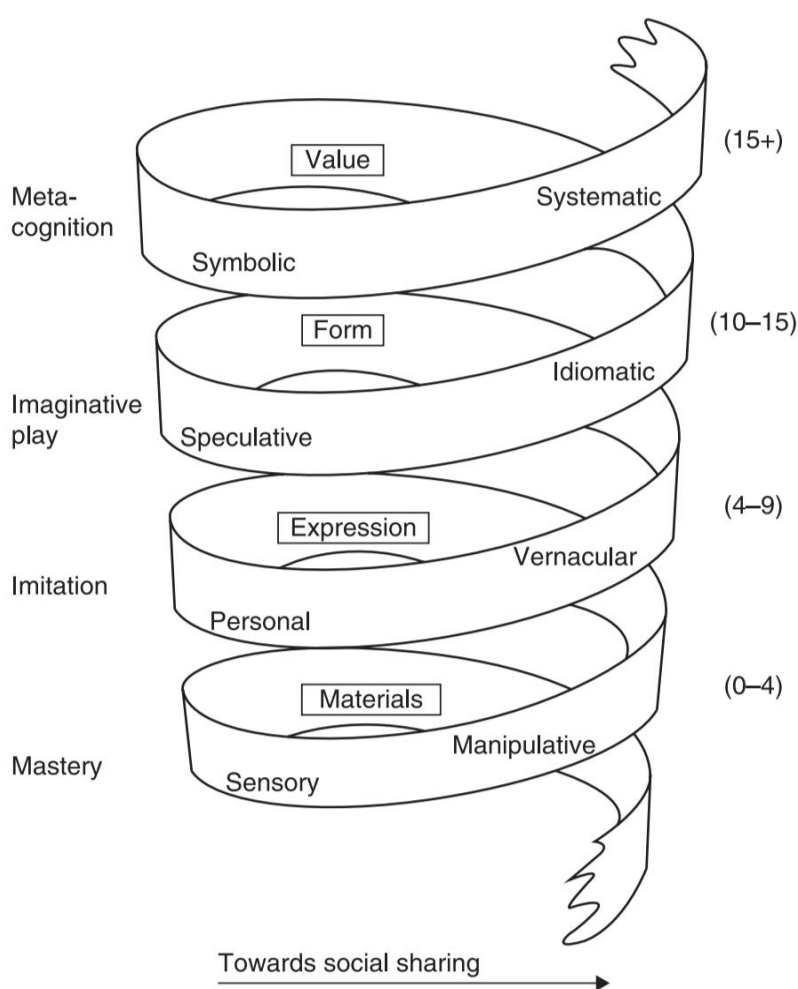 (15+)
Value
Systematic
Meta-
cognition
Symbolic
Form
(10–15)
Idiomatic
Imaginative
play
Speculative
(4–9)
Expression
Vernacular
Imitation
Personal
(0–4)
Materials
Manipulative
Mastery
Sensory
Towards social sharing